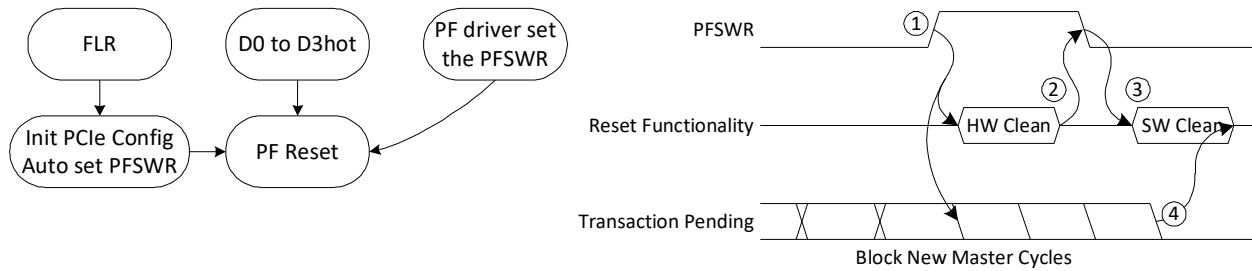 FLR
D0 to D3hot
PF driver set
the PFSWR
Init PCIe Config
Auto set PFSWR
PF Reset
PFSWR
1
Reset Functionality
HW Clean
2
3
SW Clean
Transaction Pending
4
Block New Master Cycles